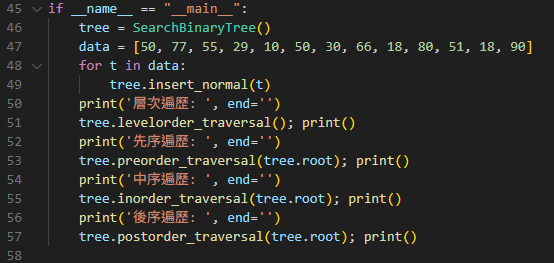 45 if __name__ == "__main__":
46     tree = SearchBinaryTree()
47     data = [50, 77, 55, 29, 10, 50, 30, 66, 18, 80, 51, 18, 90]
48     for t in data:
49         tree.insert_normal(t)
50     print('層次遍歷: ', end='')
51     tree.levelorder_traversal(); print()
52     print('先序遍歷: ', end='')
53     tree.preorder_traversal(tree.root); print()
54     print('中序遍歷: ', end='')
55     tree.inorder_traversal(tree.root); print()
56     print('後序遍歷: ', end='')
57     tree.postorder_traversal(tree.root); print()
58